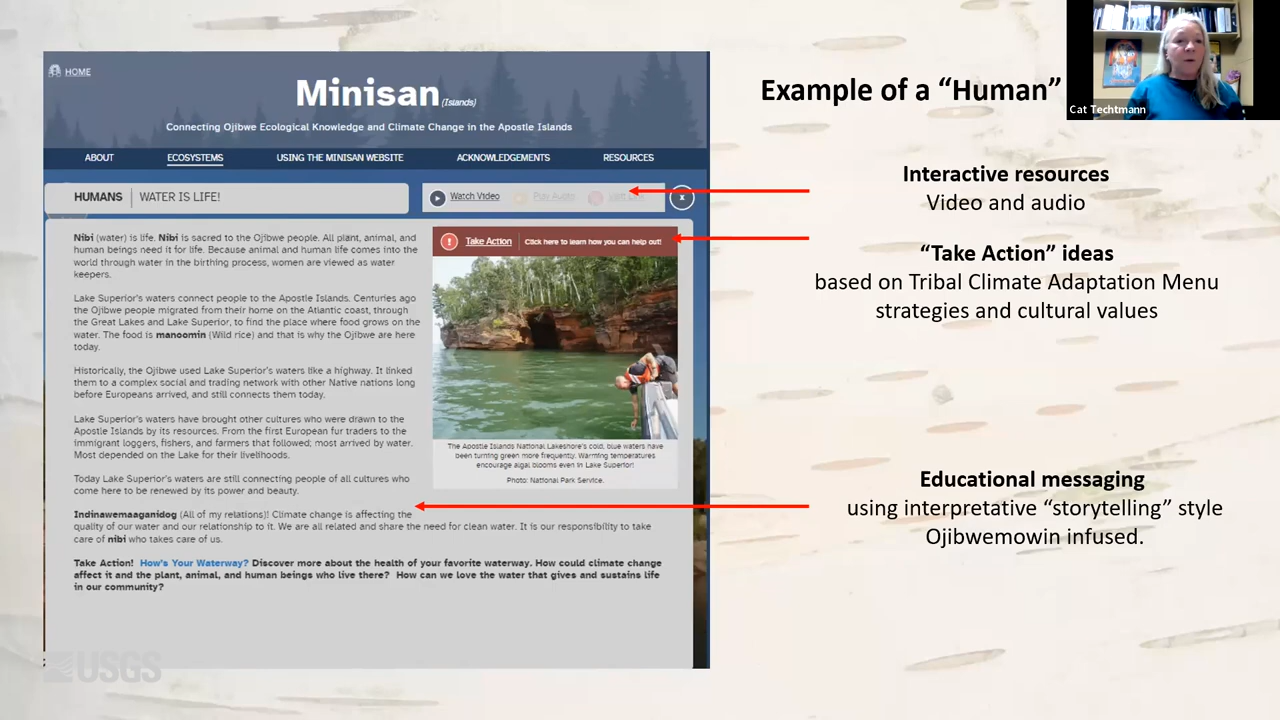 HOME
Minisan (Islands)
Connecting Ojibwe Ecological Knowledge and Climate Change in the Apostle Islands
ABOUT ECOSYSTEMS USING THE MINISAN WEBSITE ACKNOWLEDGEMENTS RESOURCES
HUMANS WATER IS LIFE!
Watch Video Play Audio
x
Nibi (water) is life. Nibi is sacred to the Ojibwe people. All plant, animal, and
human beings need it for life. Because animal and human life comes into the
world through water in the birthing process, women are viewed as water
keepers.
Lake Superior's waters connect people to the Apostle Islands. Centuries ago
the Ojibwe people migrated from their home on the Atlantic coast, through
the Great Lakes and Lake Superior, to find the place where food grows on the
water. The food is manoomin (Wild rice) and that is why the Ojibwe are here
today.
Historically, the Ojibwe used Lake Superior's waters like a highway. It linked
them to a complex social and trading network with other Native nations long
before Europeans arrived, and still connects them today.
Lake Superior's waters have brought other cultures who were drawn to the
Apostle Islands by its resources. From the first European fur traders to the
immigrant loggers, fishers, and farmers that followed; most arrived by water.
Most depended on the Lake for their livelihoods.
Today Lake Superior's waters are still connecting people of all cultures who
come here to be renewed by its power and beauty.
Indinawemaaganidog (All of my relations)! Climate change is affecting the
quality of our water and our relationship to it. We are all related and share the need for clean water. It is our responsibility to take
care of nibi who takes care of us.
Take Action! How's Your Waterway? Discover more about the health of your favorite waterway. How could climate change
affect it and the plant, animal, and human beings who live there? How can we love the water that gives and sustains life
in our community?
Take Action Click here to learn how you can help out!
The Apostle Islands National Lakeshore's cold, blue waters have
been turning green more frequently. Warming temperatures
encourage algal blooms even in Lake Superior!
Photo: National Park Service.
USGS
Example of a “Human”
Cat Techtmann
Interactive resources
Video and audio
“Take Action” ideas
based on Tribal Climate Adaptation Menu
strategies and cultural values
Educational messaging
using interpretative “storytelling” style
Ojibwemowin infused.